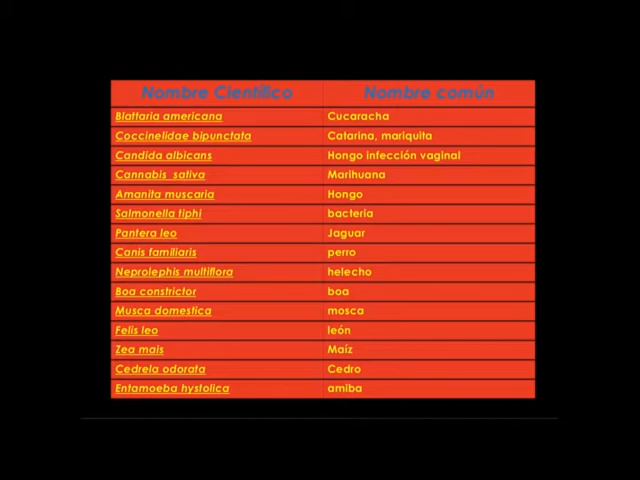 Nombre Científico Nombre común
Blattaria americana Cucaracha
Coccinelidae bipunctata Catarina, mariquita
Candida albicans Hongo infección vaginal
Cannabis sativa Marihuana
Amanita muscaria Hongo
Salmonella tiphi bacteria
Pantera leo Jaguar
Canis familiaris perro
Neprolephis multiflora helecho
Boa constrictor boa
Musca domestica mosca
Felis leo león
Zea mais Maíz
Cedrela odorata Cedro
Entamoeba hystolica amiba